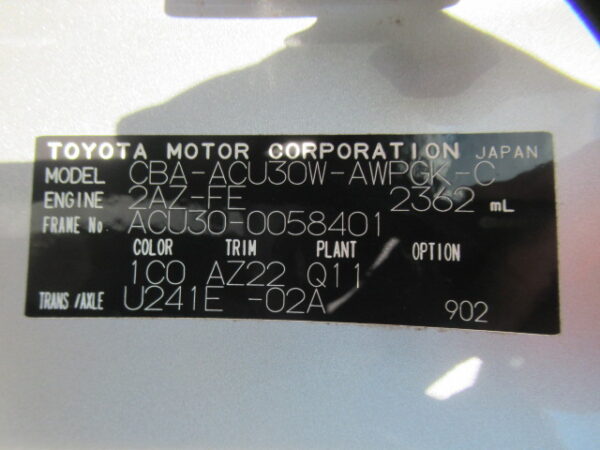 TOYOTA MOTOR CORPORATION JAPAN
MODEL CBA-ACU30W-AWPGK-C
ENGINE 2AZ-FE 2362 mL
FRAME No ACU30-0058401
COLOR TRIM PLANT OPTION
1C0 AZ22 Q11
TRANS/AXLE U241E -02A 902